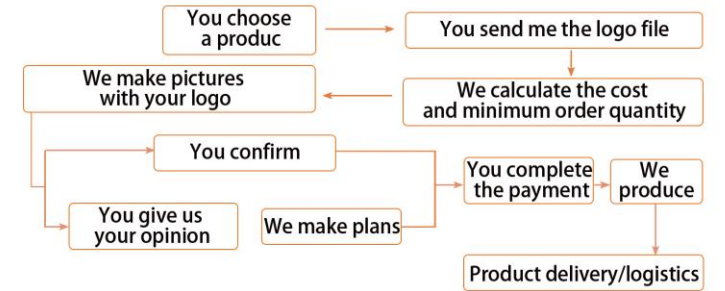 You choose
a produc
You send me the logo file
We make pictures
with your logo
We calculate the cost
and minimum order quantity
You confirm
You complete
the payment
We
produce
You give us
your opinion
We make plans
Product delivery/logistics